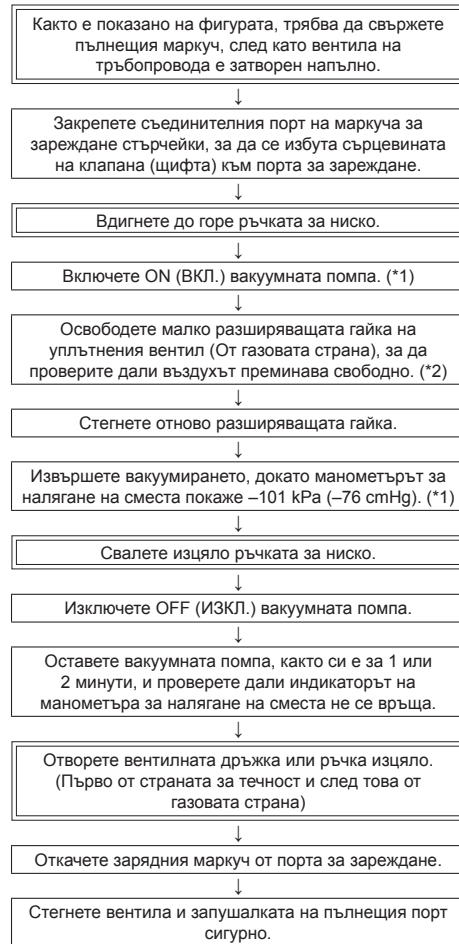 Както е показано на фигурата, трябва да свържете
пълнещия маркуч, след като вентила на
тръбопровода е затворен напълно.
↓
Закрепете съединителния порт на маркуча за
зареждане стърчейки, за да се избута сърцевината
на клапана (щифта) към порта за зареждане.
↓
Вдигнете до горе ръчката за ниско.
↓
Включете ON (ВКЛ.) вакуумната помпа. (*1)
↓
Освободете малко разширяващата гайка на
уплътнения вентил (От газовата страна), за да
проверите дали въздухът преминава свободно. (*2)
↓
Стегнете отново разширяващата гайка.
↓
Извършете вакуумирането, докато манометърът за
налягане на сместа покаже –101 kPa (–76 cmHg). (*1)
↓
Свалете изцяло ръчката за ниско.
↓
Изключете OFF (ИЗКЛ.) вакуумната помпа.
↓
Оставете вакуумната помпа, както си е за 1 или
2 минути, и проверете дали индикаторът на
манометъра за налягане на сместа не се връща.
↓
Отворете вентилната дръжка или ръчка изцяло.
(Първо от страната за течност и след това от
газовата страна)
↓
Откачете зарядния маркуч от порта за зареждане.
↓
Стегнете вентила и запушалката на пълнещия порт
сигурно.